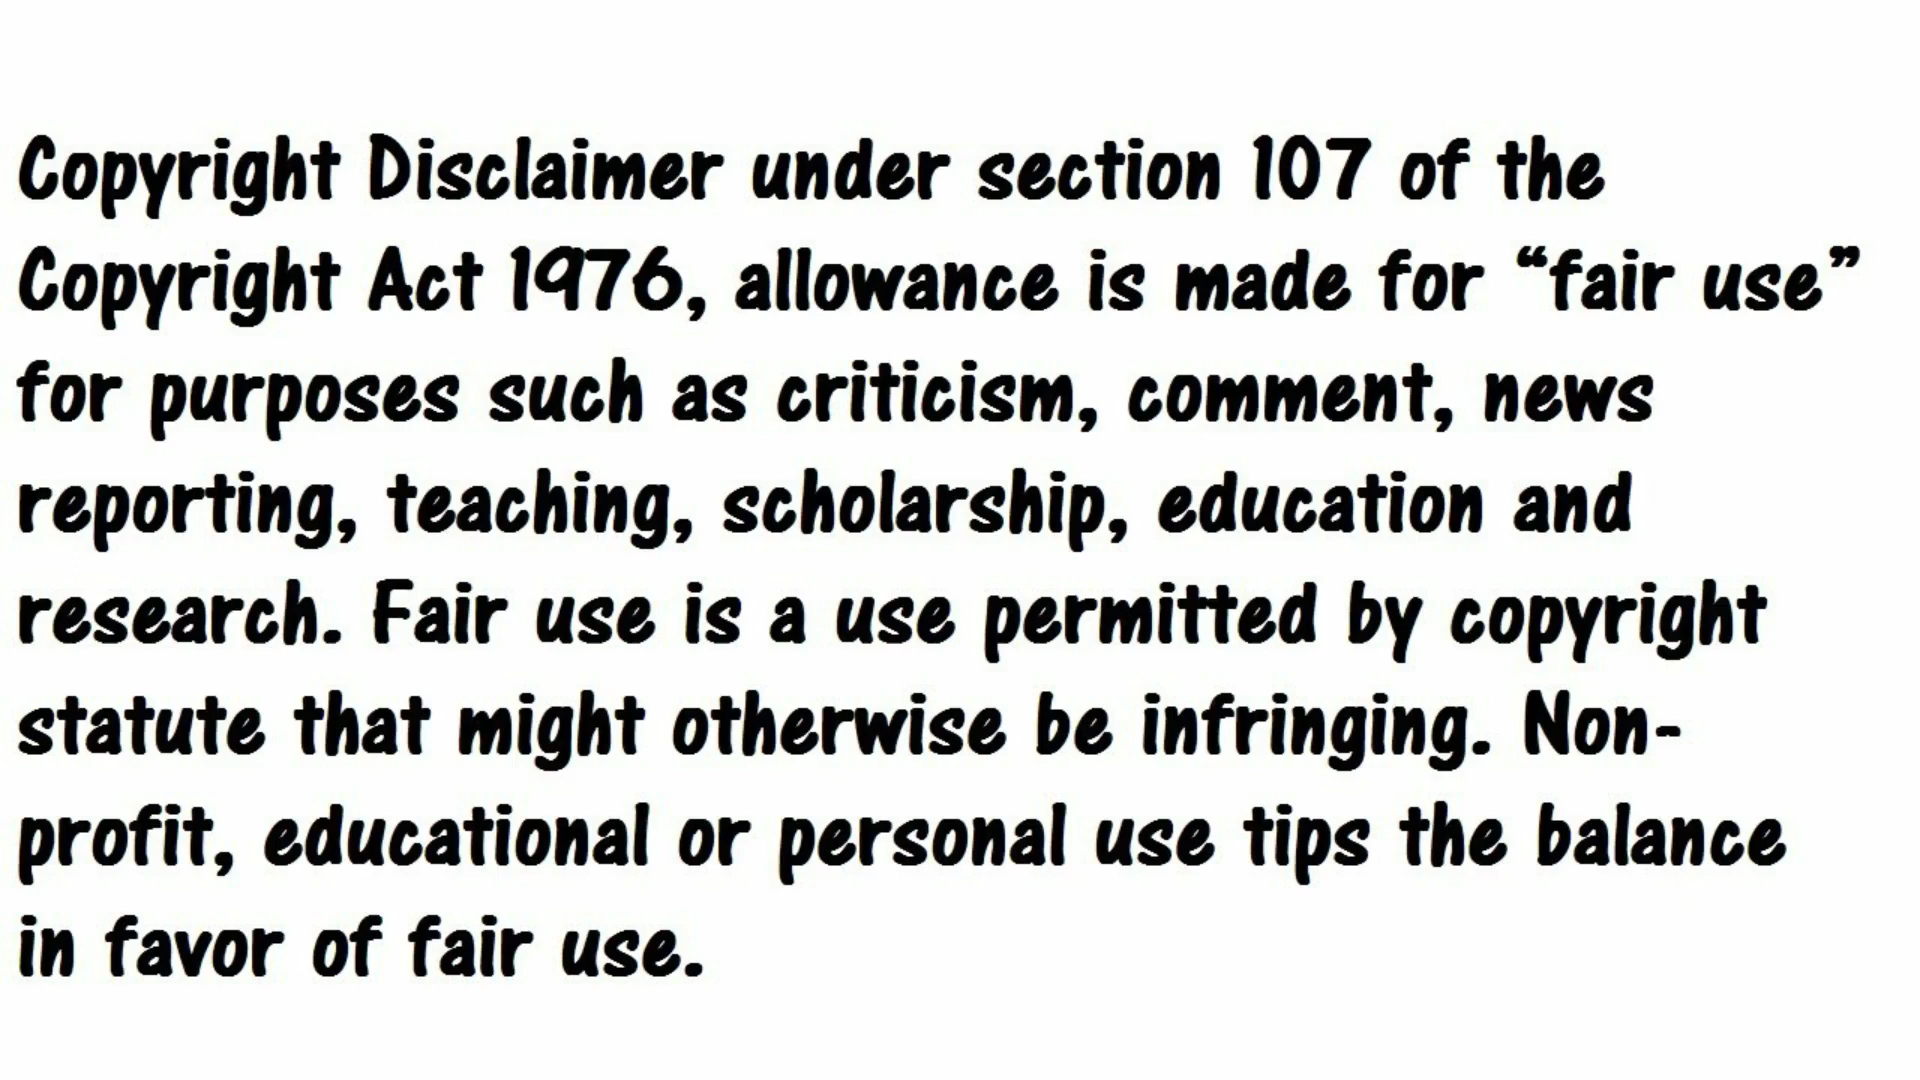 Copyright Disclaimer under section 107 of the
Copyright Act 1976, allowance is made for “fair use”
for purposes such as criticism, comment, news
reporting, teaching, scholarship, education and
research. Fair use is a use permitted by copyright
statute that might otherwise be infringing. Non-
profit, educational or personal use tips the balance
in favor of fair use.